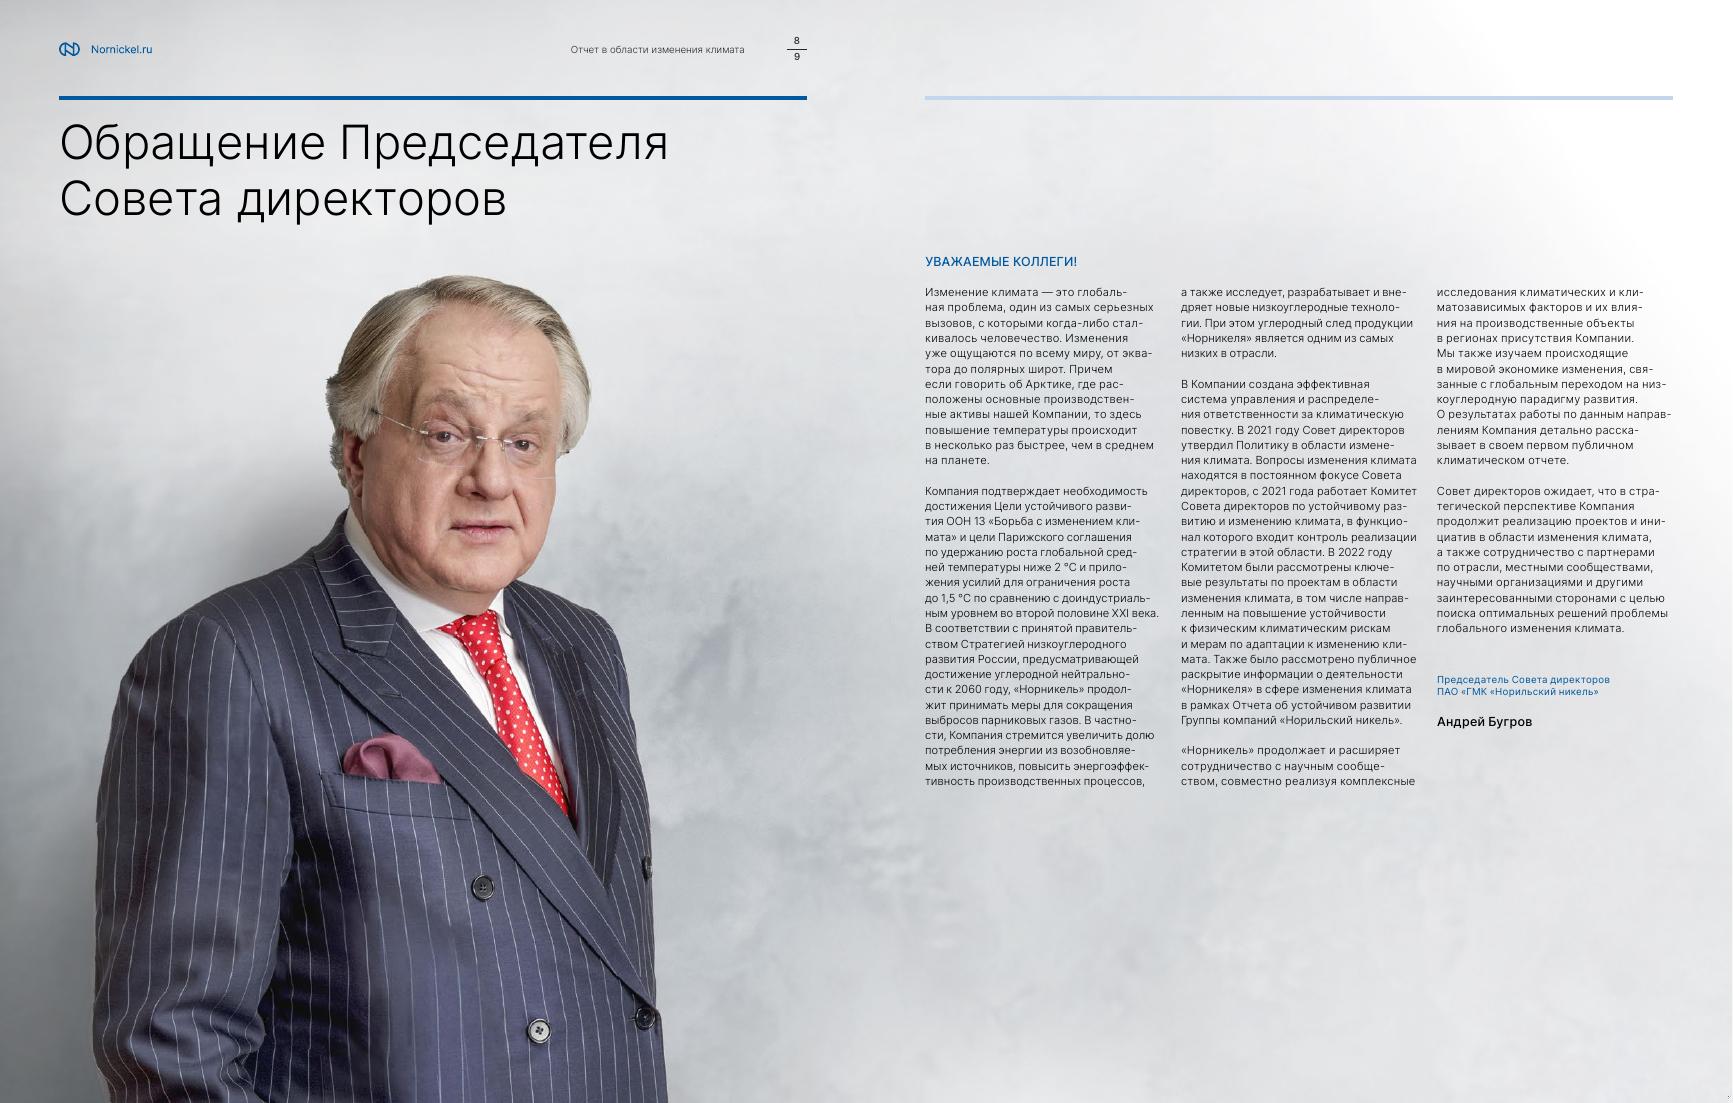 Nornickel.ru
Отчет в области изменения климата
8
9
Обращение Председателя
Совета директоров
УВАЖАЕМЫЕ КОЛЛЕГИ!
Изменение климата — это глобаль-
ная проблема, один из самых серьезных
вызовов, с которыми когда-либо стал-
кивалось человечество. Изменения
уже ощущаются по всему миру, от эква-
тора до полярных широт. Причем
если говорить об Арктике, где рас-
положены основные производствен-
ные активы нашей Компании, то здесь
повышение температуры происходит
в несколько раз быстрее, чем в среднем
на планете.
Компания подтверждает необходимость
достижения Цели устойчивого разви-
тия ООН 13 «Борьба с изменением кли-
мата» и цели Парижского соглашения
по удержанию роста глобальной сред-
ней температуры ниже 2 °C и прило-
жения усилий для ограничения роста
до 1,5 °C по сравнению с доиндустриаль-
ным уровнем во второй половине XXI века.
В соответствии с принятой правитель-
ством Стратегией низкоуглеродного
развития России, предусматривающей
достижение углеродной нейтрально-
сти к 2060 году, «Норникель» продол-
жит принимать меры для сокращения
выбросов парниковых газов. В частно-
сти, Компания стремится увеличить долю
потребления энергии из возобновляе-
мых источников, повысить энергоэффек-
тивность производственных процессов,
а также исследует, разрабатывает и вне-
дряет новые низкоуглеродные техноло-
гии. При этом углеродный след продукции
«Норникеля» является одним из самых
низких в отрасли.
В Компании создана эффективная
система управления и распределе-
ния ответственности за климатическую
повестку. В 2021 году Совет директоров
утвердил Политику в области измене-
ния климата. Вопросы изменения климата
находятся в постоянном фокусе Совета
директоров, с 2021 года работает Комитет
Совета директоров по устойчивому раз-
витию и изменению климата, в функцио-
нал которого входит контроль реализации
стратегии в этой области. В 2022 году
Комитетом были рассмотрены ключе-
вые результаты по проектам в области
изменения климата, в том числе направ-
ленным на повышение устойчивости
к физическим климатическим рискам
и мерам по адаптации к изменению кли-
мата. Также было рассмотрено публичное
раскрытие информации о деятельности
«Норникеля» в сфере изменения климата
в рамках Отчета об устойчивом развитии
Группы компаний «Норильский никель».
«Норникель» продолжает и расширяет
сотрудничество с научным сообще-
ством, совместно реализуя комплексные
исследования климатических и кли-
матозависимых факторов и их влия-
ния на производственные объекты
в регионах присутствия Компании.
Мы также изучаем происходящие
в мировой экономике изменения, свя-
занные с глобальным переходом на низ-
коуглеродную парадигму развития.
О результатах работы по данным направ-
лениям Компания детально расска-
зывает в своем первом публичном
климатическом отчете.
Совет директоров ожидает, что в стра-
тегической перспективе Компания
продолжит реализацию проектов и ини-
циатив в области изменения климата,
а также сотрудничество с партнерами
по отрасли, местными сообществами,
научными организациями и другими
заинтересованными сторонами с целью
поиска оптимальных решений проблемы
глобального изменения климата.
Председатель Совета директоров
ПАО «ГМК «Норильский никель»
Андрей Бугров